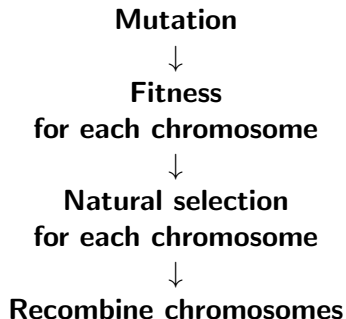 Mutation
↓
Fitness
for each chromosome
↓
Natural selection
for each chromosome
↓
Recombine chromosomes